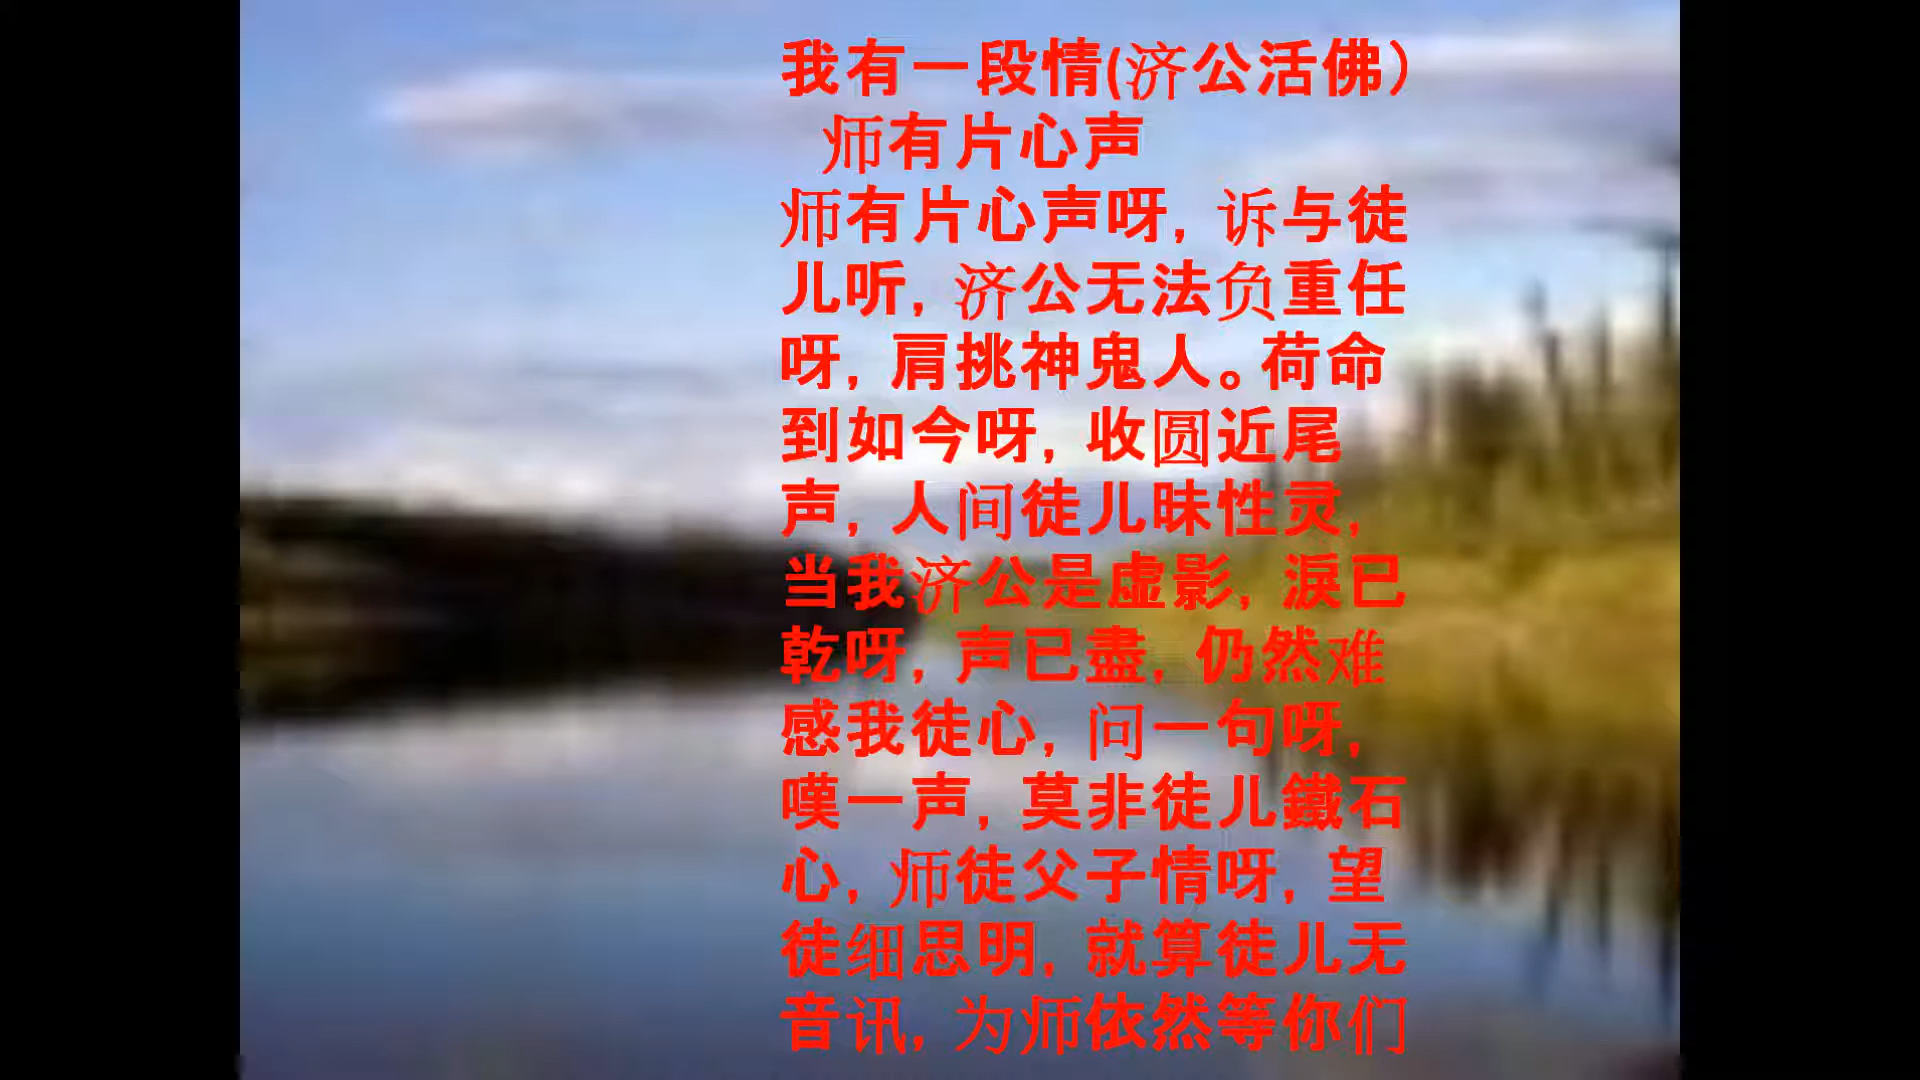 我有一段情(济公活佛）
师有片心声
师有片心声呀, 诉与徒
儿听, 济公无法负重任
呀, 肩挑神鬼人。荷命
到如今呀, 收圆近尾
声, 人间徒儿昧性灵,
当我济公是虚影, 淚已
乾呀, 声已盡, 仍然难
感我徒心, 问一句呀,
嘆一声, 莫非徒儿鐵石
心, 师徒父子情呀, 望
徒细思明, 就算徒儿无
音讯, 为师依然等你们